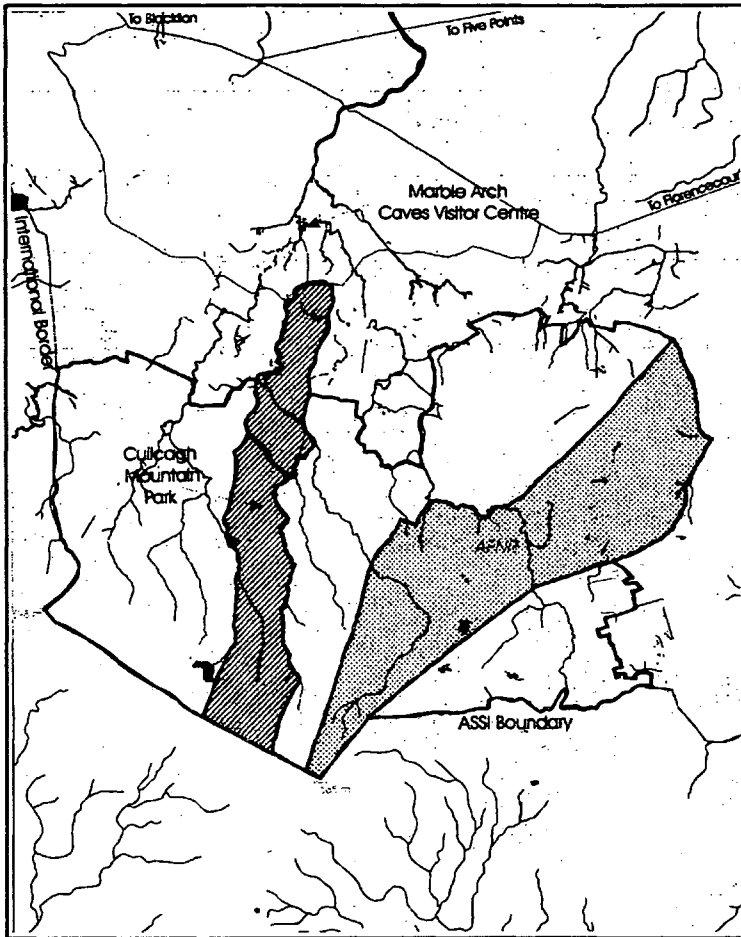 To Blacklion
To Five Points
Marble Arch
Caves Visitor Centre
To Florencecourt
International Border
Cuilcagh
Mountain
Park
ASSI Boundary